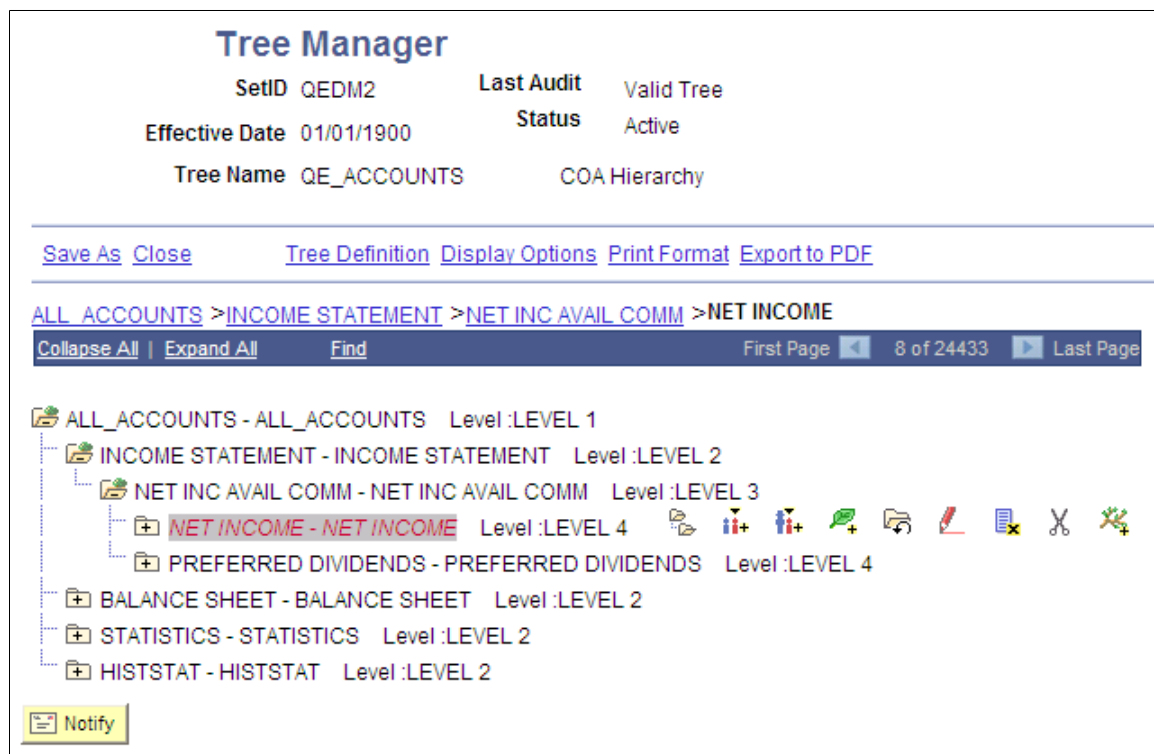 Tree Manager
SetID QEDM2 Last Audit Valid Tree
Effective Date 01/01/1900 Status Active
Tree Name QE_ACCOUNTS COA Hierarchy
Save As Close Tree Definition Display Options Print Format Export to PDF
ALL_ACCOUNTS >INCOME STATEMENT >NET INC AVAIL COMM >NET INCOME
Collapse All | Expand All Find First Page 8 of 24433 Last Page
ALL_ACCOUNTS - ALL_ACCOUNTS Level :LEVEL 1
INCOME STATEMENT - INCOME STATEMENT Level :LEVEL 2
NET INC AVAIL COMM - NET INC AVAIL COMM Level :LEVEL 3
NET INCOME - NET INCOME Level :LEVEL 4
PREFERRED DIVIDENDS - PREFERRED DIVIDENDS Level :LEVEL 4
BALANCE SHEET - BALANCE SHEET Level :LEVEL 2
STATISTICS - STATISTICS Level :LEVEL 2
HISTSTAT - HISTSTAT Level :LEVEL 2
Notify